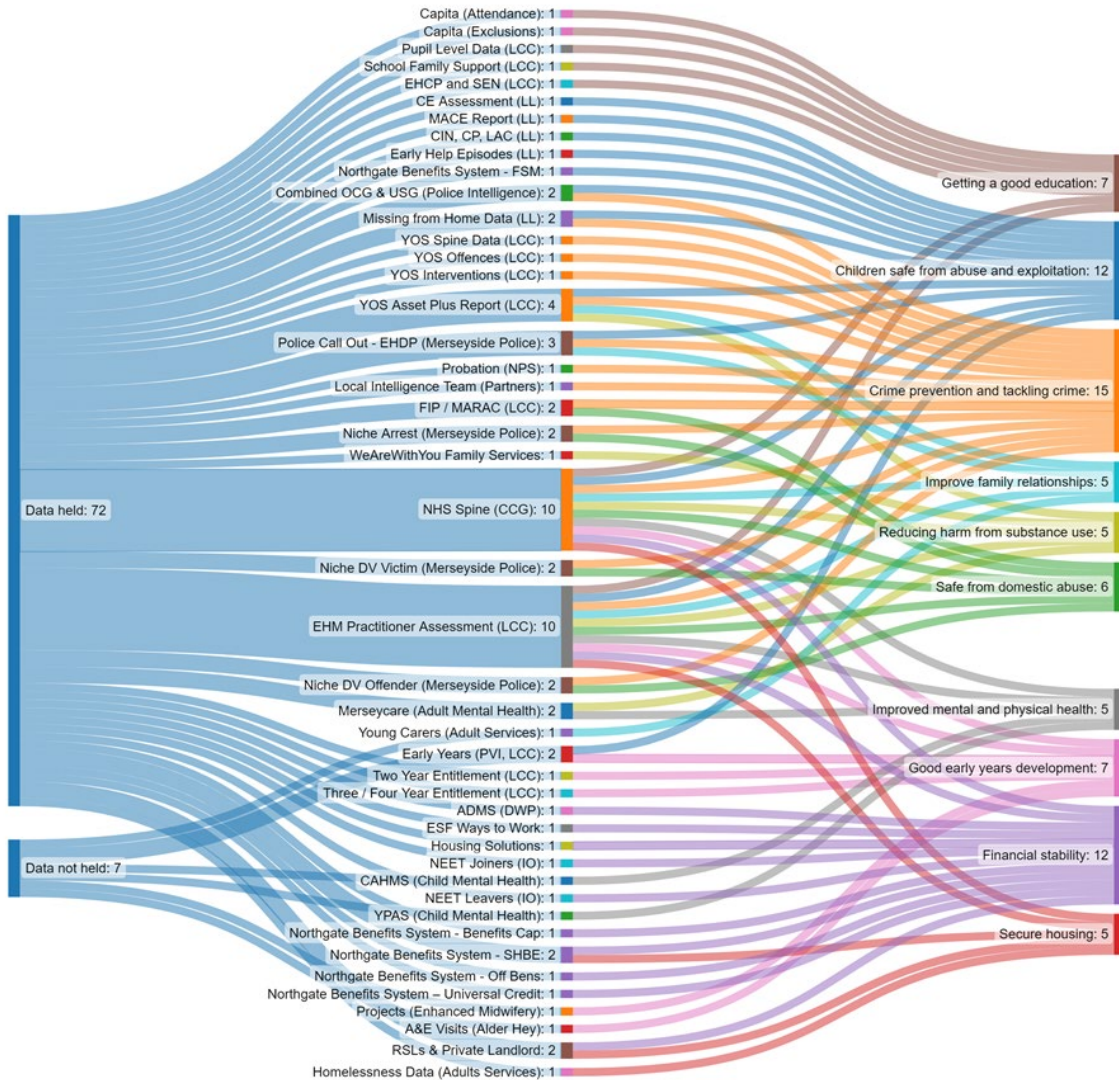 Data held: 72
Data not held: 7
Capita (Attendance): 1
Capita (Exclusions): 1
Pupil Level Data (LCC): 1
School Family Support (LCC): 1
EHCP and SEN (LCC): 1
CE Assessment (LL): 1
MACE Report (LL): 1
CIN, CP, LAC (LL): 1
Early Help Episodes (LL): 1
Northgate Benefits System - FSM: 1
Combined OCG & USG (Police Intelligence): 2
Missing from Home Data (LL): 2
YOS Spine Data (LCC): 1
YOS Offences (LCC): 1
YOS Interventions (LCC): 1
YOS Asset Plus Report (LCC): 4
Police Call Out - EHDP (Merseyside Police): 3
Probation (NPS): 1
Local Intelligence Team (Partners): 1
FIP / MARAC (LCC): 2
Niche Arrest (Merseyside Police): 2
WeAreWithYou Family Services: 1
NHS Spine (CCG): 10
Niche DV Victim (Merseyside Police): 2
EHM Practitioner Assessment (LCC): 10
Niche DV Offender (Merseyside Police): 2
Merseycare (Adult Mental Health): 2
Young Carers (Adult Services): 1
Early Years (PVI, LCC): 2
Two Year Entitlement (LCC): 1
Three / Four Year Entitlement (LCC): 1
ADMS (DWP): 1
ESF Ways to Work: 1
Housing Solutions: 1
NEET Joiners (IO): 1
CAHMS (Child Mental Health): 1
NEET Leavers (IO): 1
YPAS (Child Mental Health): 1
Northgate Benefits System - Benefits Cap: 1
Northgate Benefits System - SHBE: 2
Northgate Benefits System - Off Bens: 1
Northgate Benefits System – Universal Credit: 1
Projects (Enhanced Midwifery): 1
A&E Visits (Alder Hey): 1
RSLs & Private Landlord: 2
Homelessness Data (Adults Services): 1
Getting a good education: 7
Children safe from abuse and exploitation: 12
Crime prevention and tackling crime: 15
Improve family relationships: 5
Reducing harm from substance use: 5
Safe from domestic abuse: 6
Improved mental and physical health: 5
Good early years development: 7
Financial stability: 12
Secure housing: 5